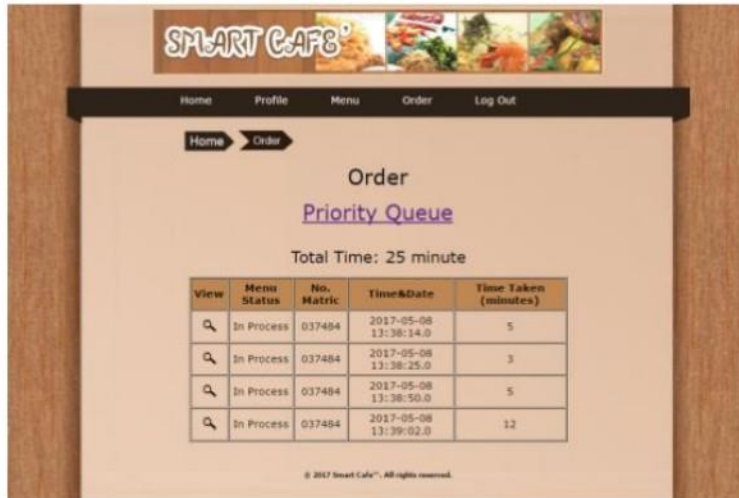 SMART CAF8'
Home Profile Menu Order Log Out
Home Order
Order
Priority Queue
Total Time: 25 minute
View Menu Status No. Matric Time&Date Time Taken (minutes)
In Process 037484 2017-05-08 13:38:14.0 5
In Process 037484 2017-05-08 13:38:25.0 3
In Process 037484 2017-05-08 13:38:50.0 5
In Process 037484 2017-05-08 13:39:02.0 12
© 2017 Smart Cafe™. All rights reserved.